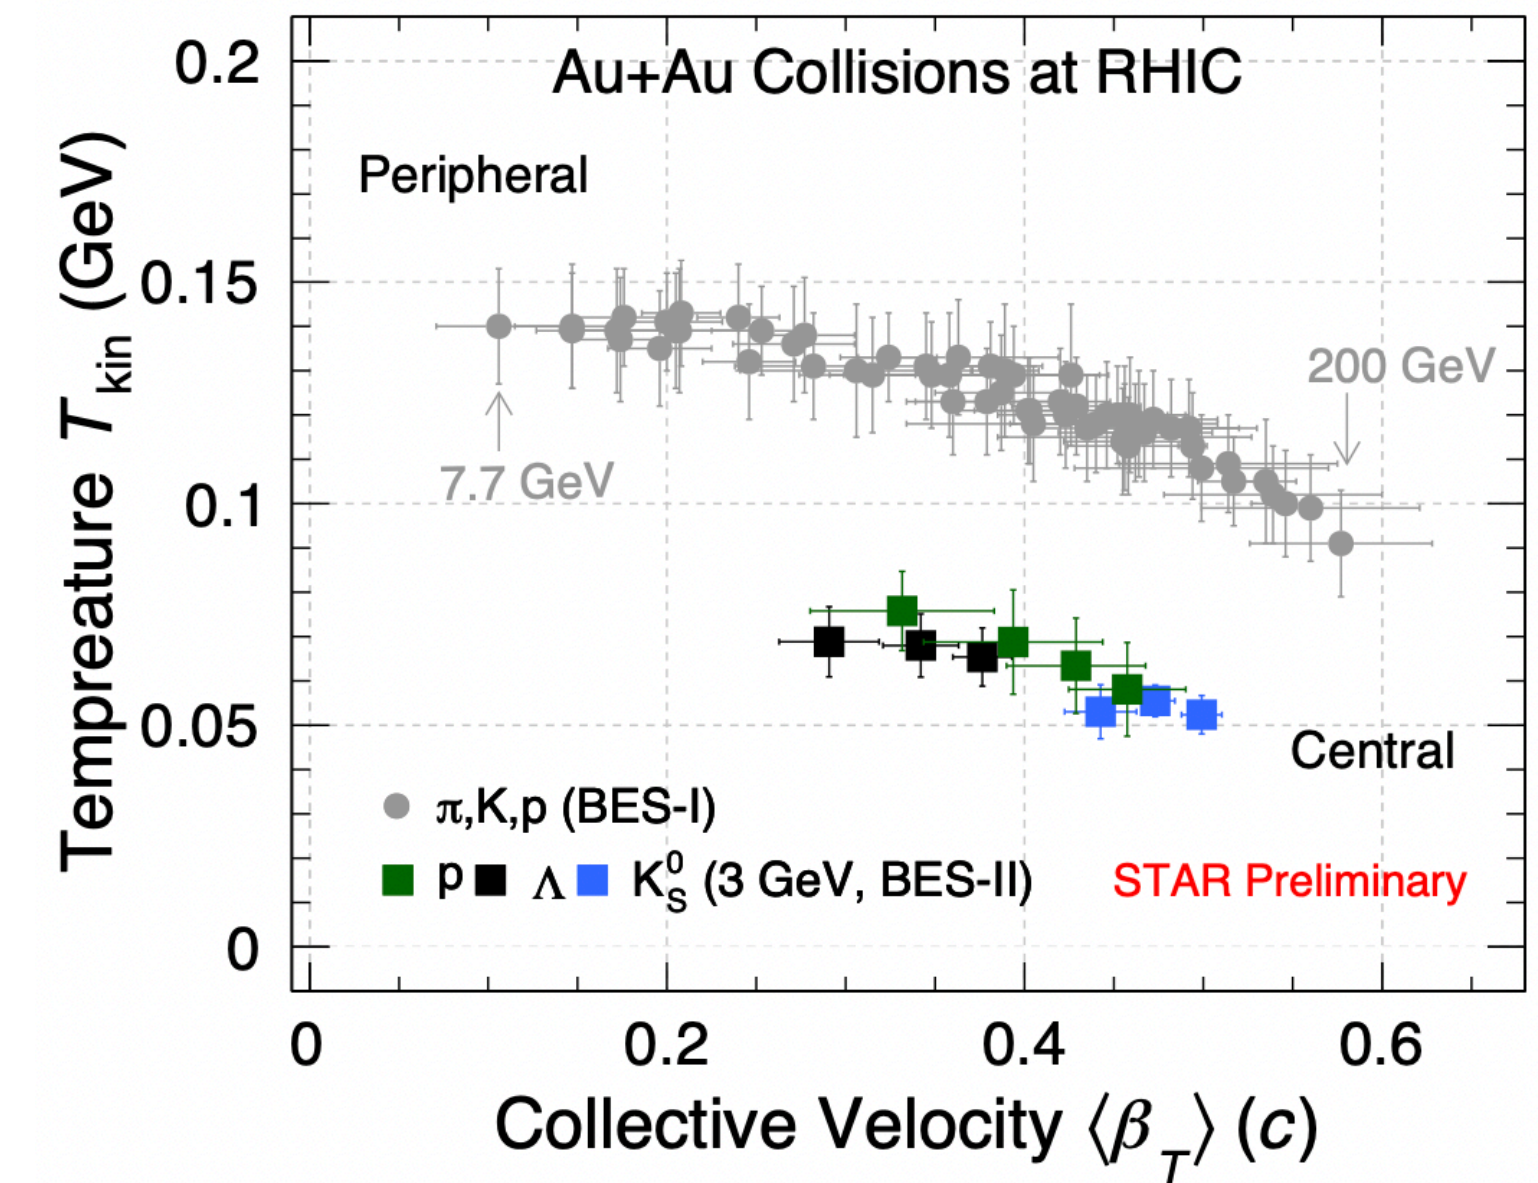 Au+Au Collisions at RHIC
Peripheral
7.7 GeV
200 GeV
Central
π,K,p (BES-I)
p Λ K⁰_S (3 GeV, BES-II)
STAR Preliminary
0.2
0.15
0.1
0.05
0
Tempreature T_kin (GeV)
0 0.2 0.4 0.6
Collective Velocity ⟨β_T⟩ (c)